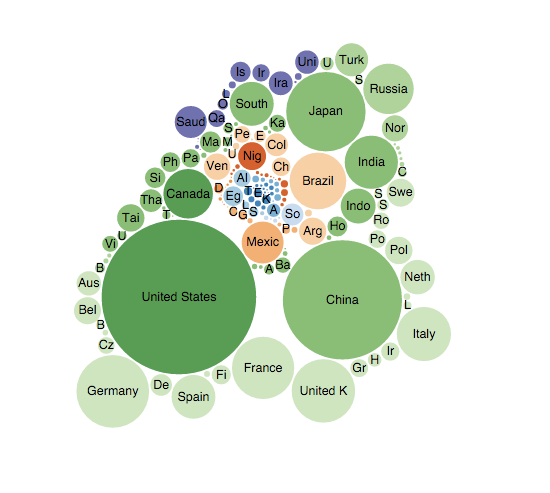 Uni
U
Turk
Is
Ir
Ira
S
Russia
L
O
South
Japan
Saud
Qa
S
Ka
Nor
Pe
E
Ma
M
Col
U
Nig
Ph
Pa
Ven
Ch
India
C
Si
Al
Brazil
Canada
D
Eg
T
E
K
S
Swe
Tha
L
A
So
Indo
S
Tai
T
C
G
S
Ro
U
P
Arg
Ho
Vi
Mexic
Po
Pol
B
A
Ba
Neth
Aus
United States
China
L
Bel
B
Italy
Cz
Ir
H
France
Gr
Fi
Germany
De
Spain
United K